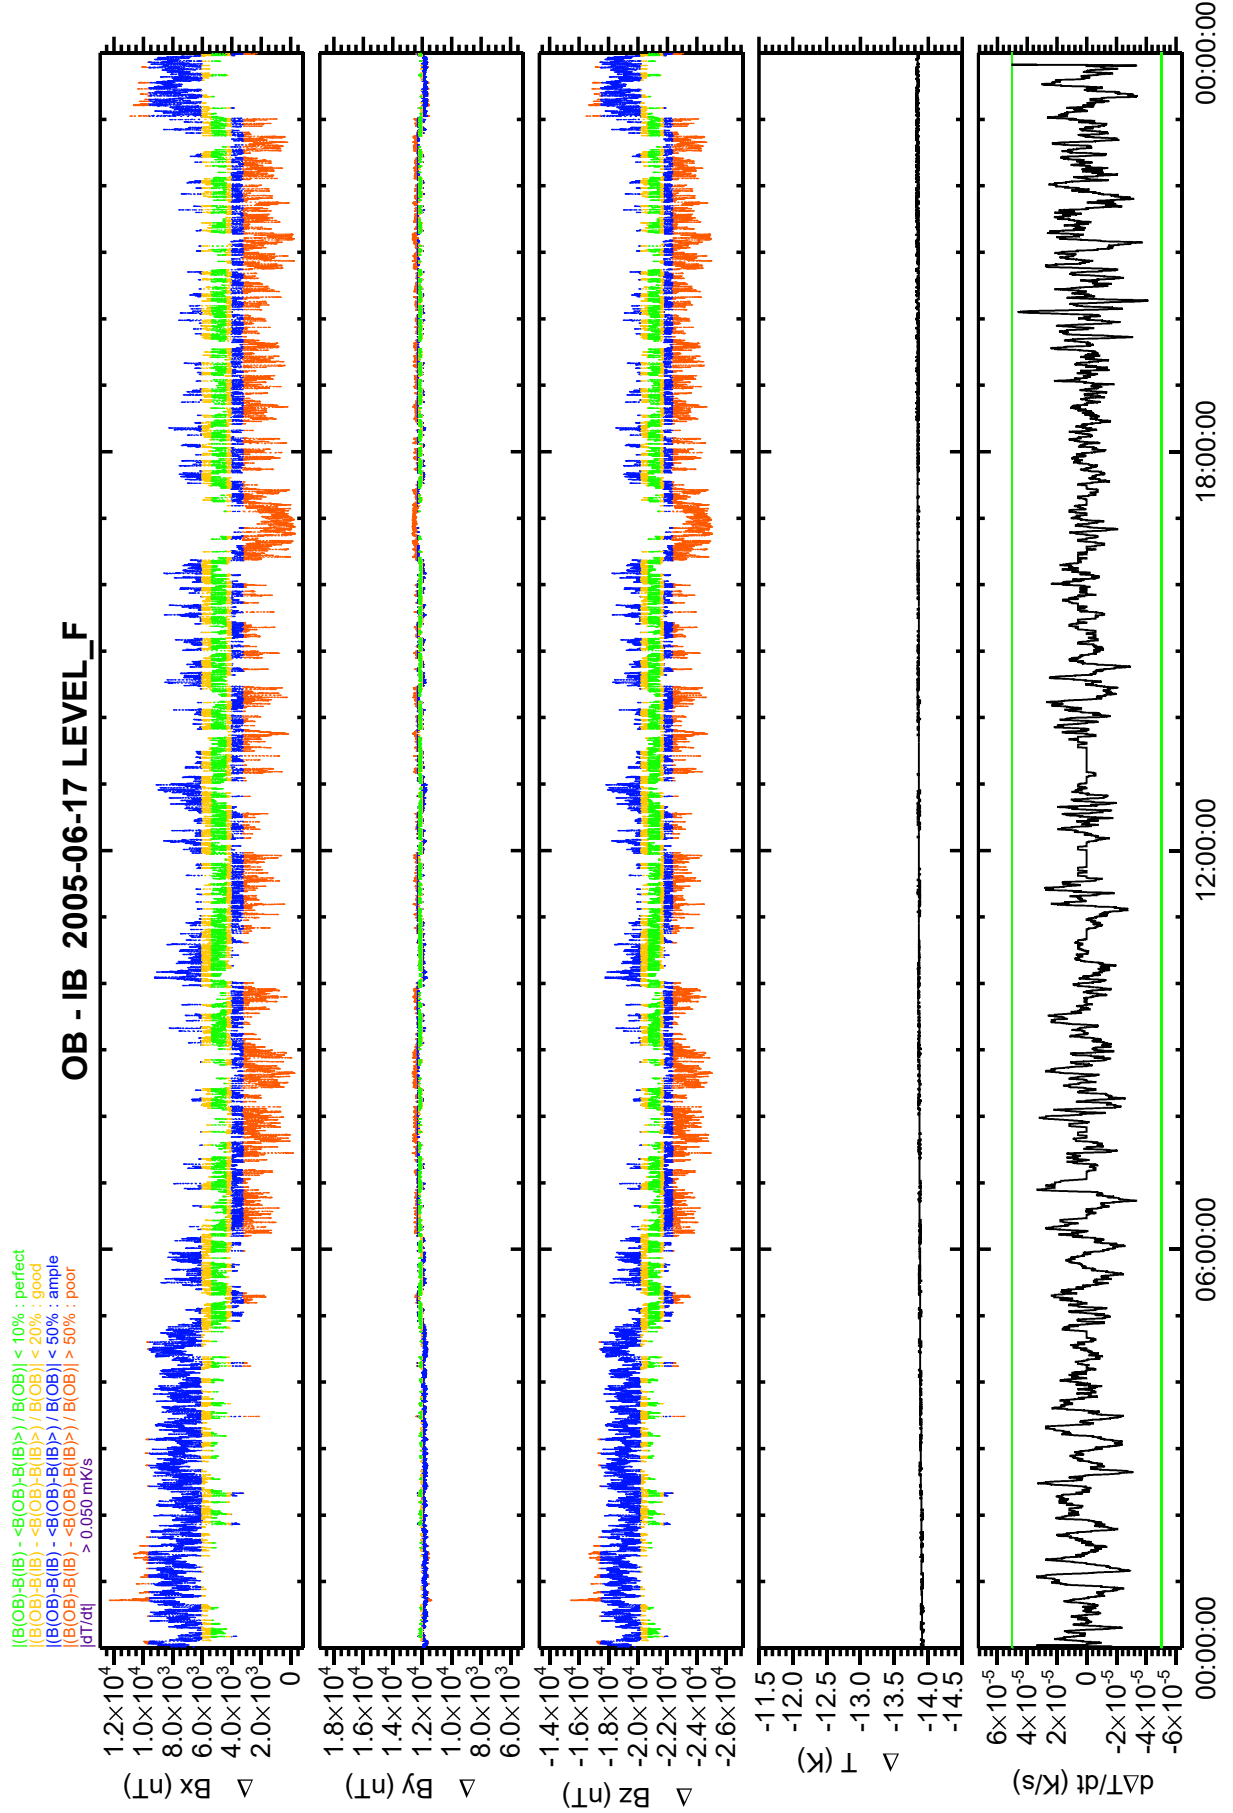 |(B(OB)-B(IB) - <B(OB)-B(IB)>) / B(OB)| < 10% : perfect
|(B(OB)-B(IB) - <B(OB)-B(IB)>) / B(OB)| < 20% : good
|(B(OB)-B(IB) - <B(OB)-B(IB)>) / B(OB)| < 50% : ample
|(B(OB)-B(IB) - <B(OB)-B(IB)>) / B(OB)| > 50% : poor
|dT/dt| > 0.050 mK/s
OB - IB 2005-06-17 LEVEL_F
Δ Bx (nT)
1.2×10⁴
1.0×10⁴
8.0×10³
6.0×10³
4.0×10³
2.0×10³
0
Δ By (nT)
1.8×10⁴
1.6×10⁴
1.4×10⁴
1.2×10⁴
1.0×10⁴
8.0×10³
6.0×10³
Δ Bz (nT)
-1.4×10⁴
-1.6×10⁴
-1.8×10⁴
-2.0×10⁴
-2.2×10⁴
-2.4×10⁴
-2.6×10⁴
Δ T (K)
-11.5
-12.0
-12.5
-13.0
-13.5
-14.0
-14.5
dΔT/dt (K/s)
6×10⁻⁵
4×10⁻⁵
2×10⁻⁵
0
-2×10⁻⁵
-4×10⁻⁵
-6×10⁻⁵
00:00:00 06:00:00 12:00:00 18:00:00 00:00:00